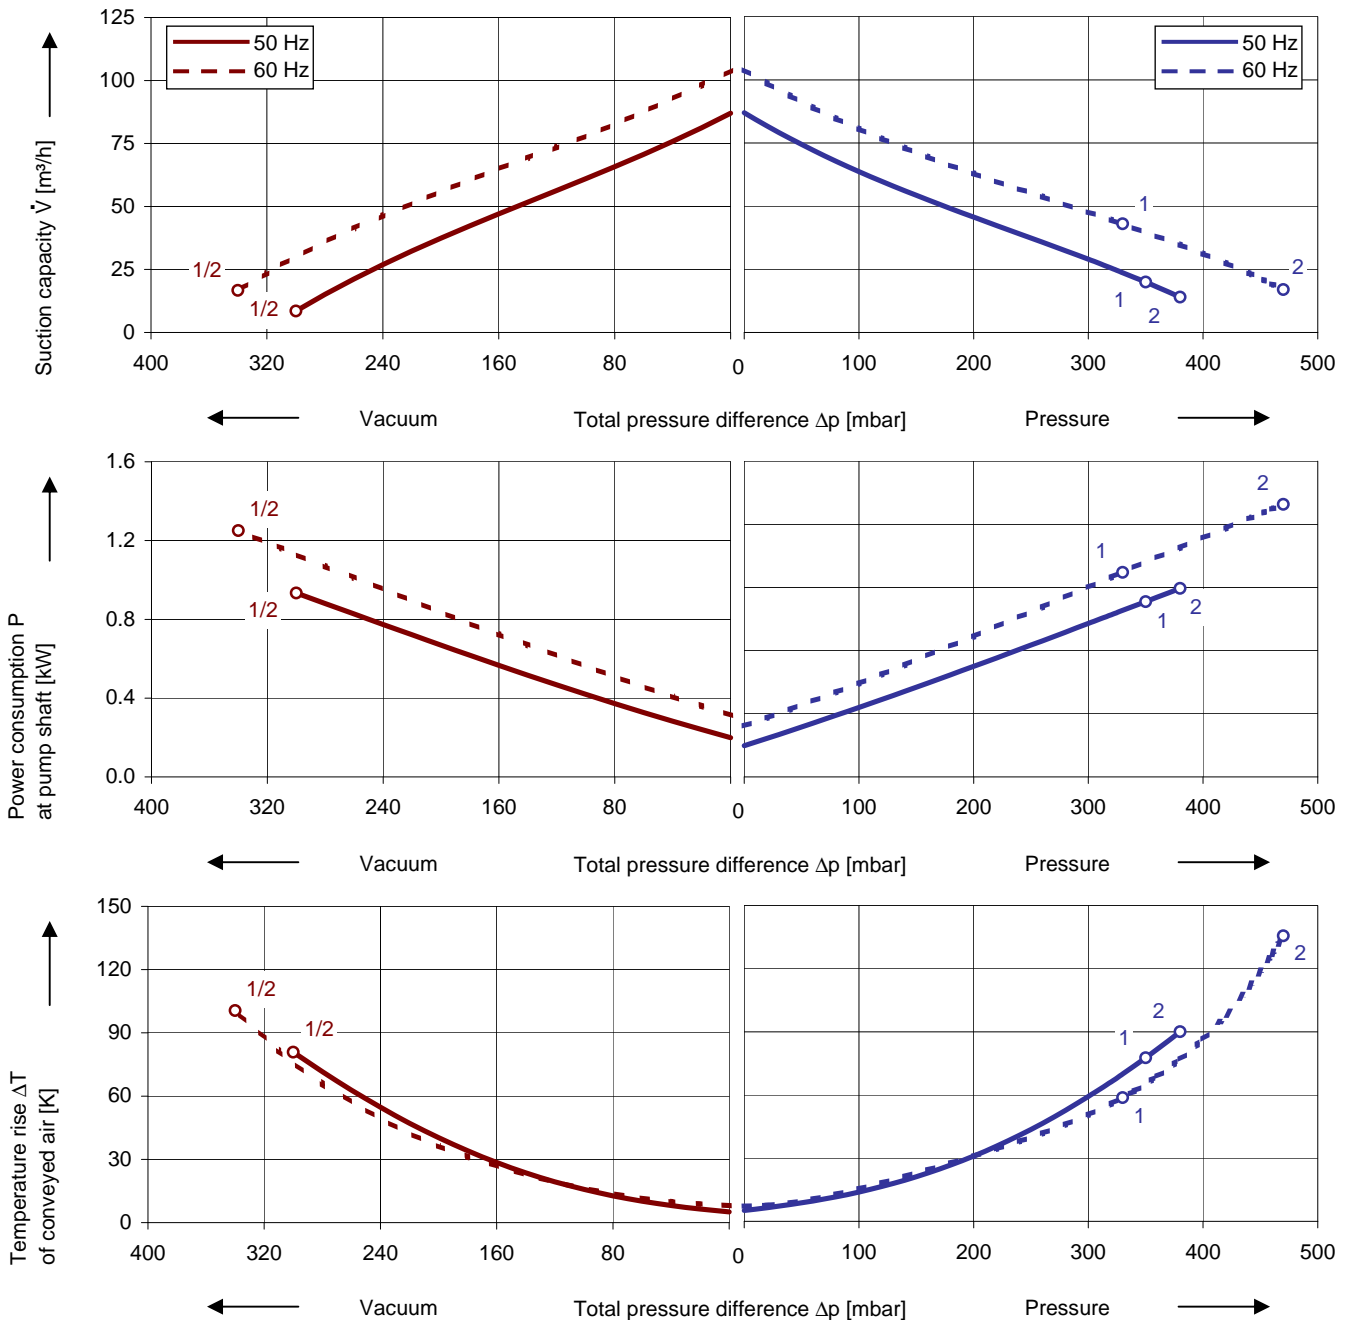 125
100
75
50
25
0
Suction capacity V̇ [m³/h]
50 Hz
60 Hz
50 Hz
60 Hz
1/2
1/2
1
2
1
2
400 320 240 160 80 0 100 200 300 400 500
Vacuum Total pressure difference Δp [mbar] Pressure
1.6
1.2
0.8
0.4
0.0
Power consumption P
at pump shaft [kW]
1/2
1/2
2
1
1
2
400 320 240 160 80 0 100 200 300 400 500
Vacuum Total pressure difference Δp [mbar] Pressure
150
120
90
60
30
0
Temperature rise ΔT
of conveyed air [K]
1/2
1/2
2
2
1
1
400 320 240 160 80 0 100 200 300 400 500
Vacuum Total pressure difference Δp [mbar] Pressure